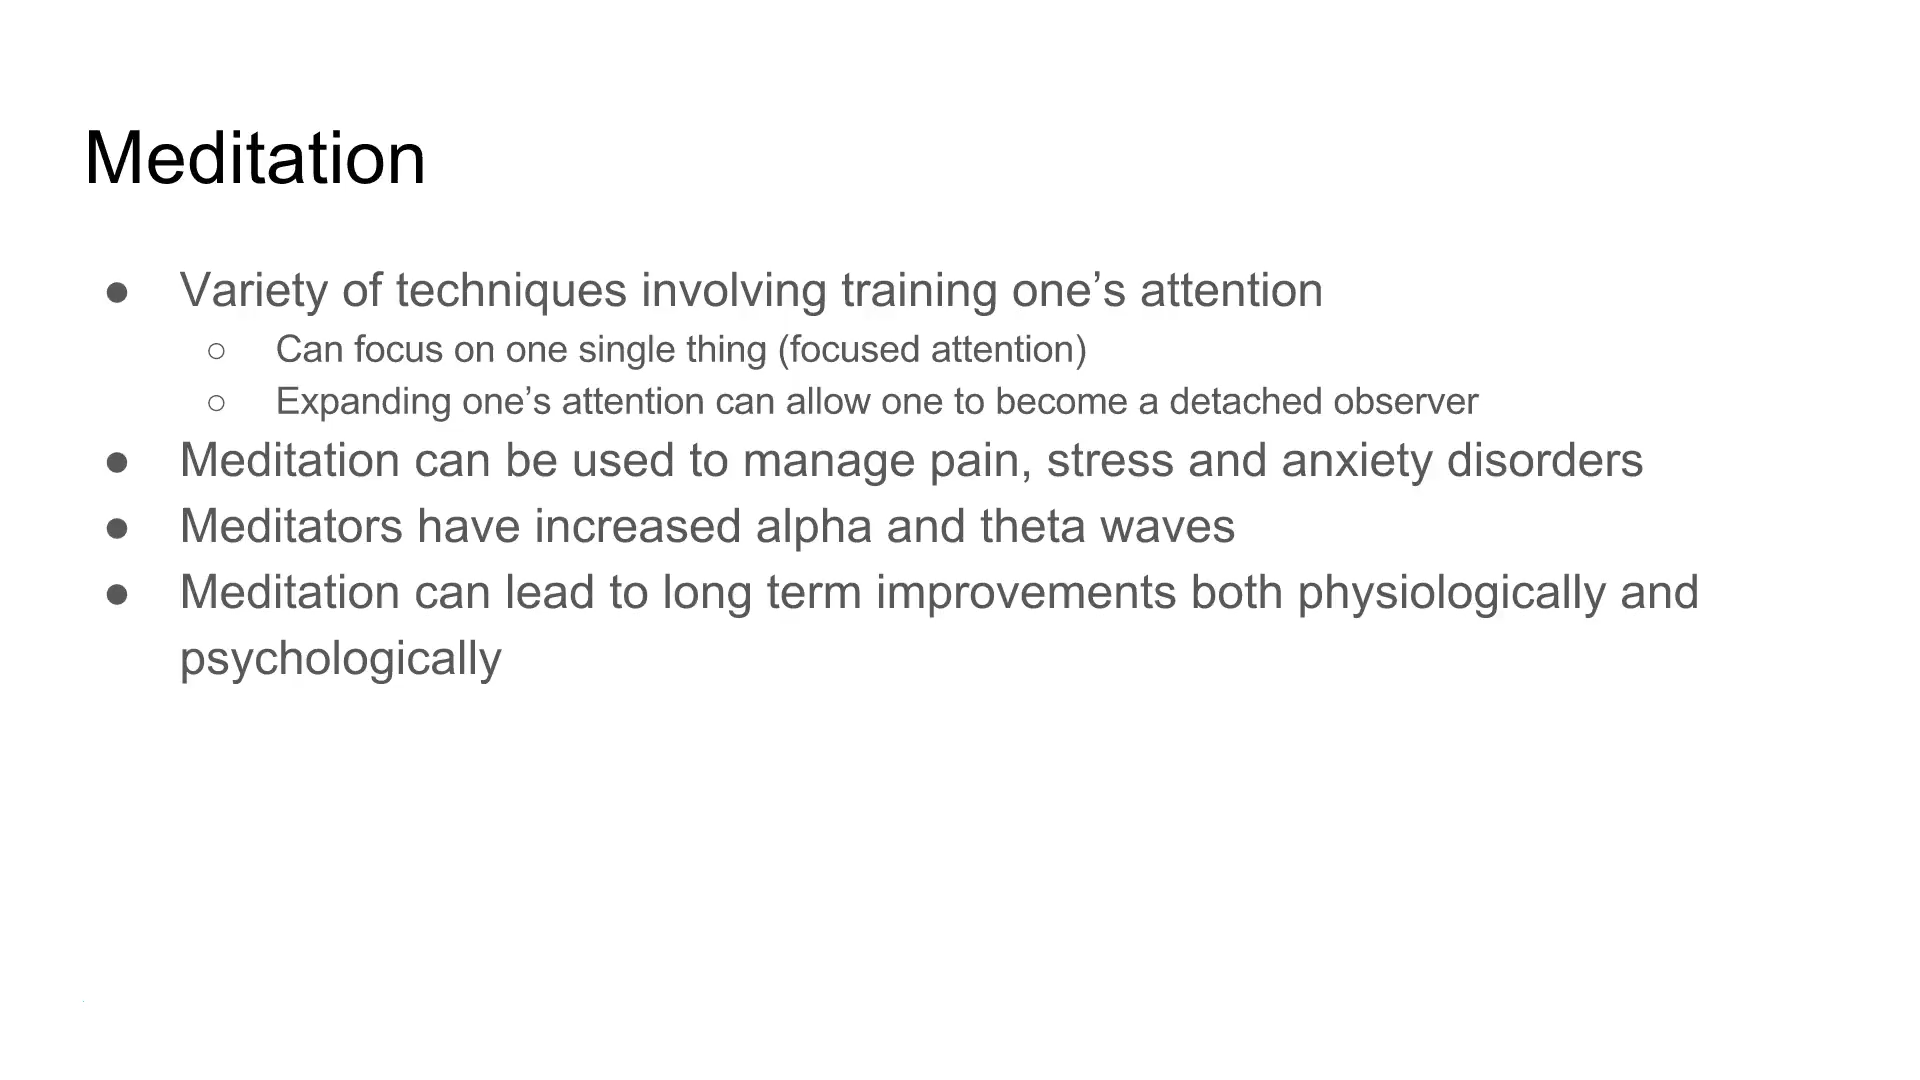 Meditation
● Variety of techniques involving training one’s attention
○ Can focus on one single thing (focused attention)
○ Expanding one’s attention can allow one to become a detached observer
● Meditation can be used to manage pain, stress and anxiety disorders
● Meditators have increased alpha and theta waves
● Meditation can lead to long term improvements both physiologically and
psychologically